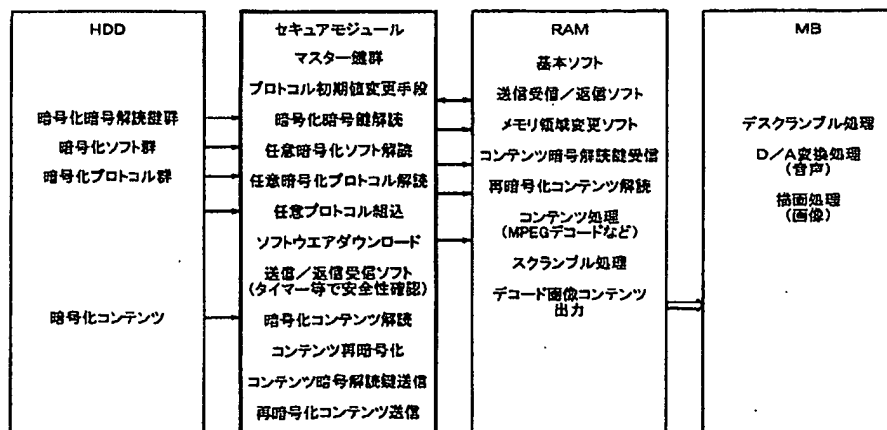 HDD
暗号化暗号解読鍵群
暗号化ソフト群
暗号化プロトコル群
暗号化コンテンツ
セキュアモジュール
マスター鍵群
プロトコル初期値変更手段
暗号化暗号鍵解読
任意暗号化ソフト解読
任意暗号化プロトコル解読
任意プロトコル組込
ソフトウエアダウンロード
送信/返信受信ソフト
(タイマー等で安全性確認)
暗号化コンテンツ解読
コンテンツ再暗号化
コンテンツ暗号解読鍵送信
再暗号化コンテンツ送信
RAM
基本ソフト
送信受信/返信ソフト
メモリ領域変更ソフト
コンテンツ暗号解読鍵受信
再暗号化コンテンツ解読
コンテンツ処理
(MPEGデコードなど)
スクランブル処理
デコード画像コンテンツ
出力
MB
デスクランブル処理
D/A変換処理
(音声)
描画処理
(画像)